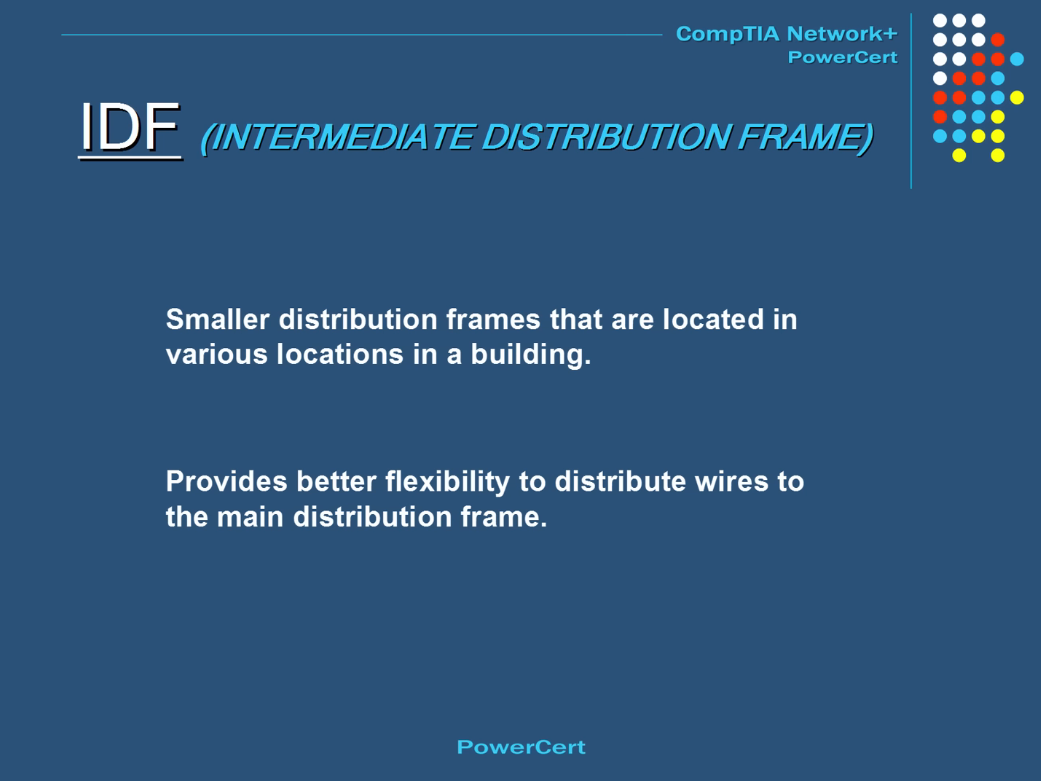 CompTIA Network+
PowerCert
IDF (INTERMEDIATE DISTRIBUTION FRAME)
Smaller distribution frames that are located in
various locations in a building.
Provides better flexibility to distribute wires to
the main distribution frame.
PowerCert